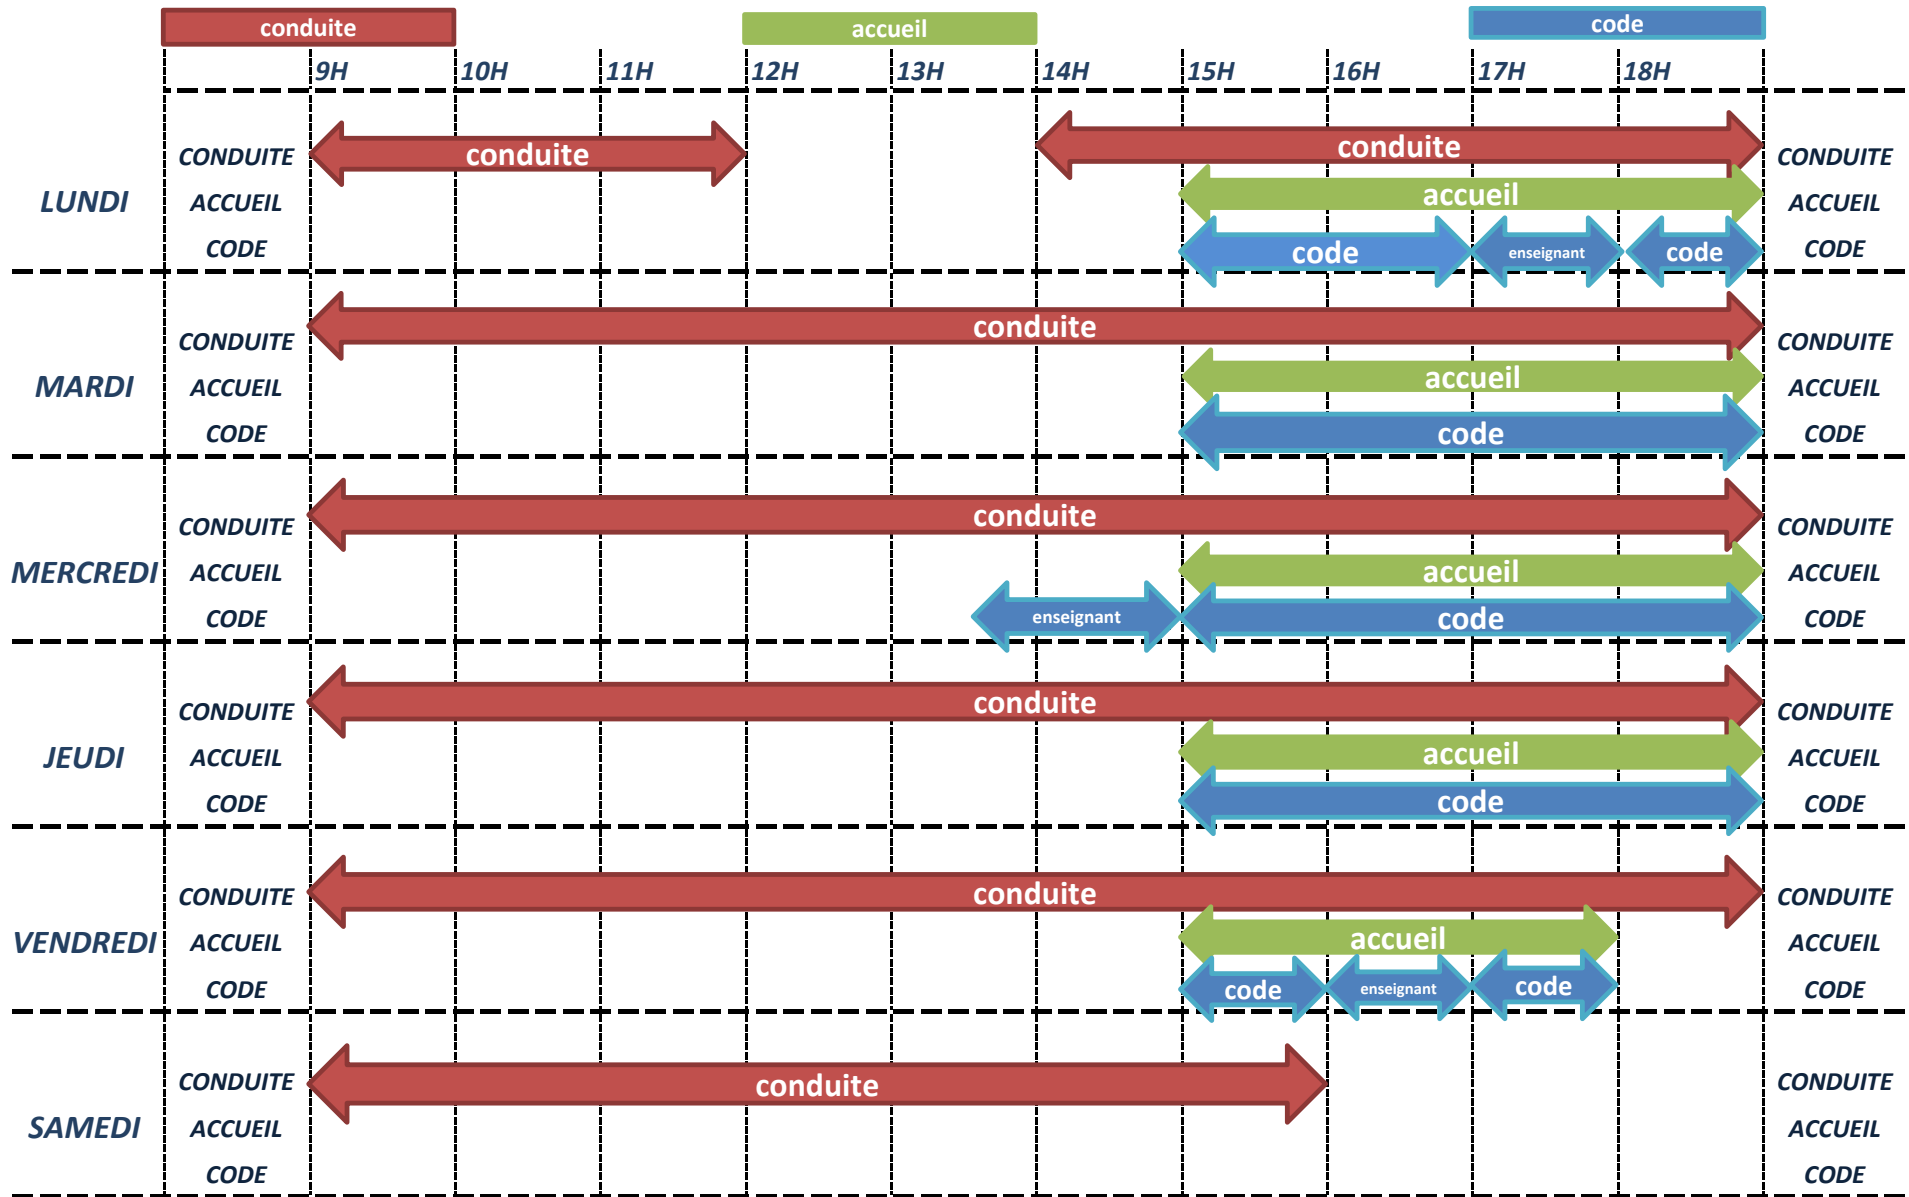 conduite accueil code
9H 10H 11H 12H 13H 14H 15H 16H 17H 18H
conduite conduite
CONDUITE CONDUITE
accueil
LUNDI ACCUEIL ACCUEIL
CODE code enseignant code CODE
conduite
CONDUITE CONDUITE
accueil
MARDI ACCUEIL ACCUEIL
CODE code CODE
conduite
CONDUITE CONDUITE
accueil
MERCREDI ACCUEIL ACCUEIL
CODE enseignant code CODE
conduite
CONDUITE CONDUITE
accueil
JEUDI ACCUEIL ACCUEIL
CODE code CODE
conduite
CONDUITE CONDUITE
accueil
VENDREDI ACCUEIL ACCUEIL
CODE code enseignant code CODE
CONDUITE conduite CONDUITE
SAMEDI ACCUEIL ACCUEIL
CODE CODE